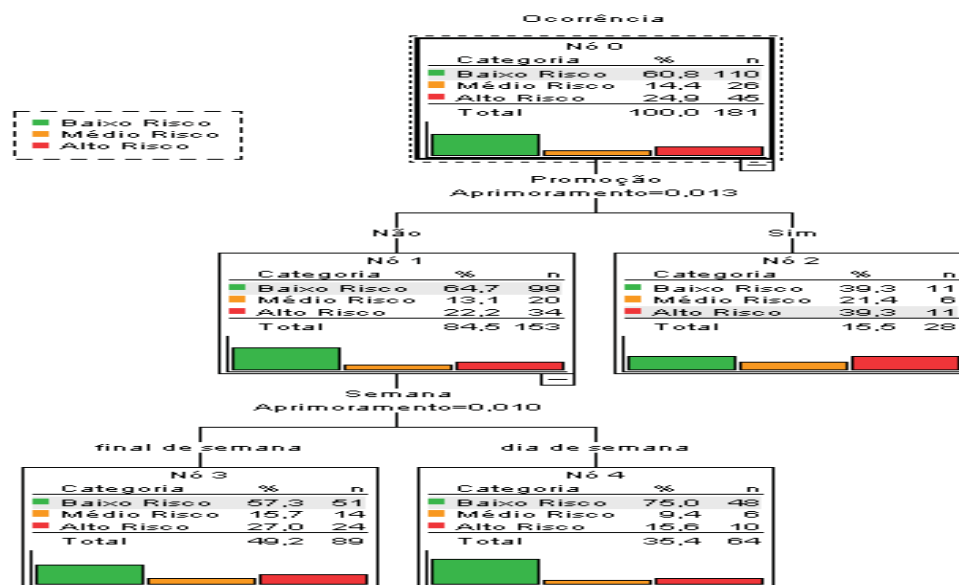 Ocorrência
Nó 0
Categoria % n
Baixo Risco 60,8 110
Médio Risco 14,4 26
Alto Risco 24,9 45
Total 100,0 181
Baixo Risco
Médio Risco
Alto Risco
Promoção
Aprimoramento=0,013
Não
Sim
Nó 1
Categoria % n
Baixo Risco 64,7 99
Médio Risco 13,1 20
Alto Risco 22,2 34
Total 84,5 153
Nó 2
Categoria % n
Baixo Risco 39,3 11
Médio Risco 21,4 6
Alto Risco 39,3 11
Total 15,5 28
Semana
Aprimoramento=0,010
final de semana
dia de semana
Nó 3
Categoria % n
Baixo Risco 57,3 51
Médio Risco 15,7 14
Alto Risco 27,0 24
Total 49,2 89
Nó 4
Categoria % n
Baixo Risco 75,0 48
Médio Risco 9,4 6
Alto Risco 15,6 10
Total 35,4 64